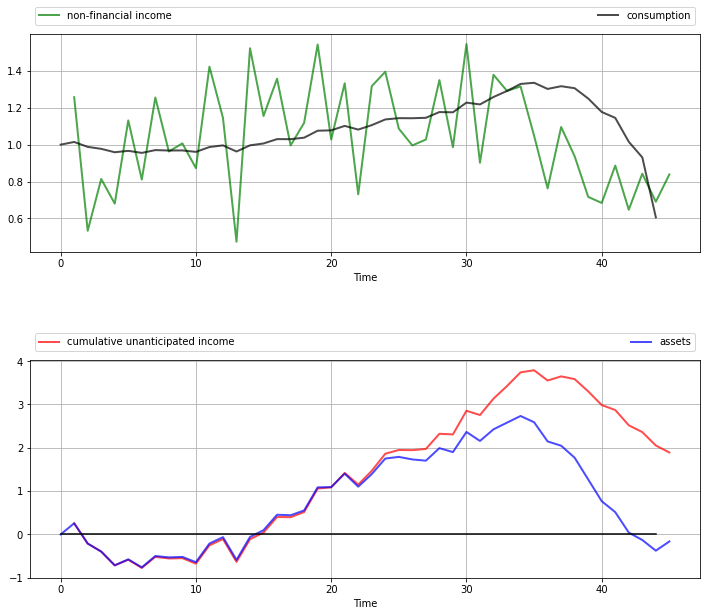 non-financial income consumption
1.4
1.2
1.0
0.8
0.6
0 10 20 30 40
Time
cumulative unanticipated income assets
4
3
2
1
0
−1
0 10 20 30 40
Time